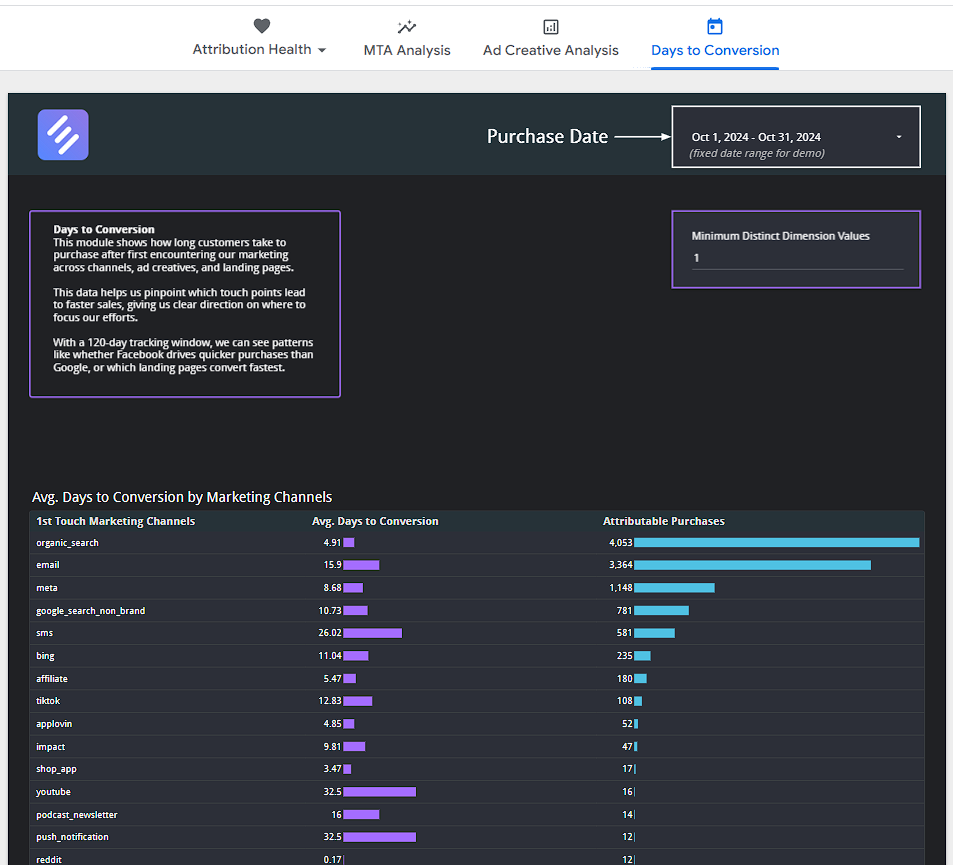 Attribution Health
MTA Analysis
Ad Creative Analysis
Days to Conversion
Purchase Date
Oct 1, 2024 - Oct 31, 2024
(fixed date range for demo)
Days to Conversion
This module shows how long customers take to
purchase after first encountering our marketing
across channels, ad creatives, and landing pages.
This data helps us pinpoint which touch points lead
to faster sales, giving us clear direction on where to
focus our efforts.
With a 120-day tracking window, we can see patterns
like whether Facebook drives quicker purchases than
Google, or which landing pages convert fastest.
Minimum Distinct Dimension Values
1
Avg. Days to Conversion by Marketing Channels
1st Touch Marketing Channels Avg. Days to Conversion Attributable Purchases
organic_search 4.91 4,053
email 15.9 3,364
meta 8.68 1,148
google_search_non_brand 10.73 781
sms 26.02 581
bing 11.04 235
affiliate 5.47 180
tiktok 12.83 108
applovin 4.85 52
impact 9.81 47
shop_app 3.47 17
youtube 32.5 16
podcast_newsletter 16 14
push_notification 32.5 12
reddit 0.17 12